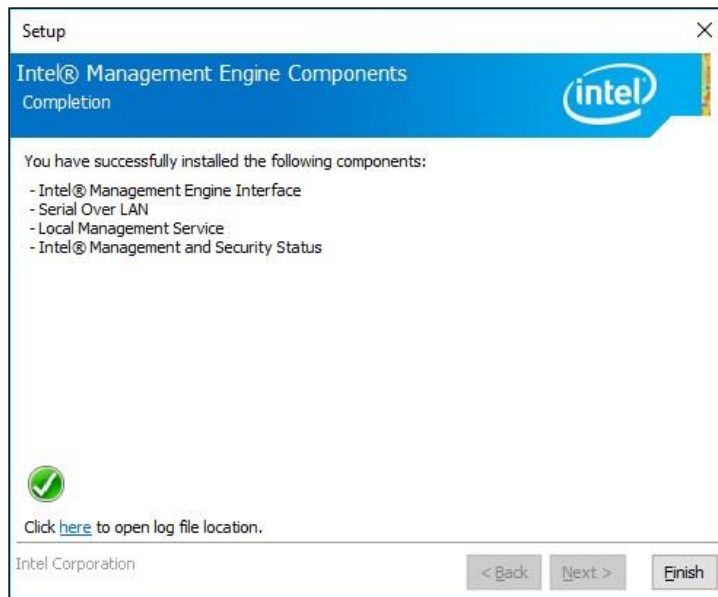 Setup
Intel® Management Engine Components
Completion
intel
You have successfully installed the following components:
- Intel® Management Engine Interface
- Serial Over LAN
- Local Management Service
- Intel® Management and Security Status
Click here to open log file location.
Intel Corporation
< Back Next > Finish